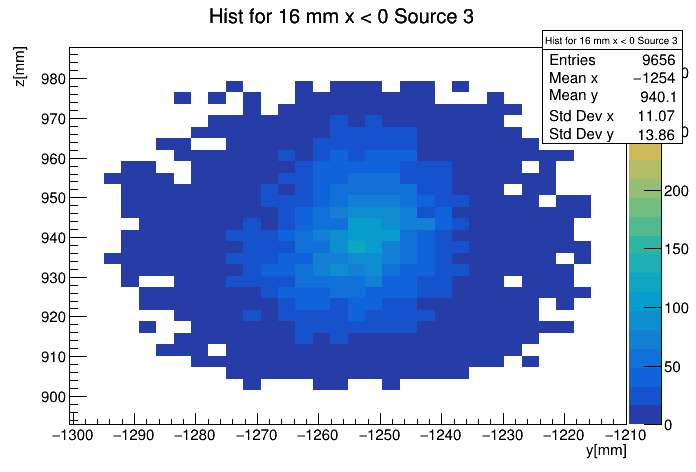 Hist for 16 mm x < 0 Source 3
Hist for 16 mm x < 0 Source 3
Entries 9656
Mean x −1254
Mean y 940.1
Std Dev x 11.07
Std Dev y 13.86
z[mm]
980
970
960
950
940
930
920
910
900
−1300 −1290 −1280 −1270 −1260 −1250 −1240 −1230 −1220 −1210
y[mm]
200
150
100
50
0